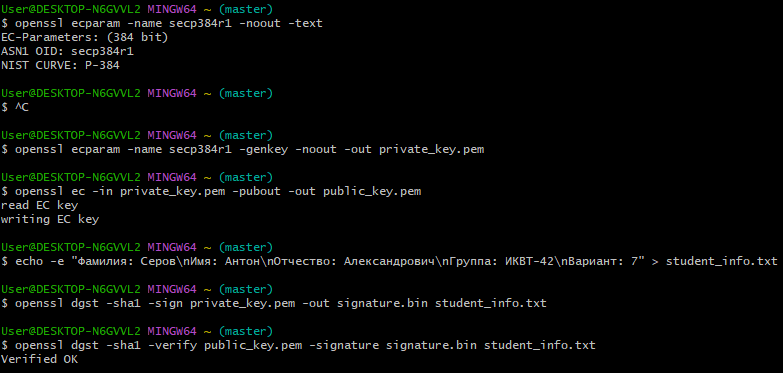 User@DESKTOP-N6GVVL2 MINGW64 ~ (master)
$ openssl ecparam -name secp384r1 -noout -text
EC-Parameters: (384 bit)
ASN1 OID: secp384r1
NIST CURVE: P-384
User@DESKTOP-N6GVVL2 MINGW64 ~ (master)
$ ^C
User@DESKTOP-N6GVVL2 MINGW64 ~ (master)
$ openssl ecparam -name secp384r1 -genkey -noout -out private_key.pem
User@DESKTOP-N6GVVL2 MINGW64 ~ (master)
$ openssl ec -in private_key.pem -pubout -out public_key.pem
read EC key
writing EC key
User@DESKTOP-N6GVVL2 MINGW64 ~ (master)
$ echo -e "Фамилия: Серов\nИмя: Антон\nОтчество: Александрович\nГруппа: ИКВТ-42\nВариант: 7" > student_info.txt
User@DESKTOP-N6GVVL2 MINGW64 ~ (master)
$ openssl dgst -sha1 -sign private_key.pem -out signature.bin student_info.txt
User@DESKTOP-N6GVVL2 MINGW64 ~ (master)
$ openssl dgst -sha1 -verify public_key.pem -signature signature.bin student_info.txt
Verified OK